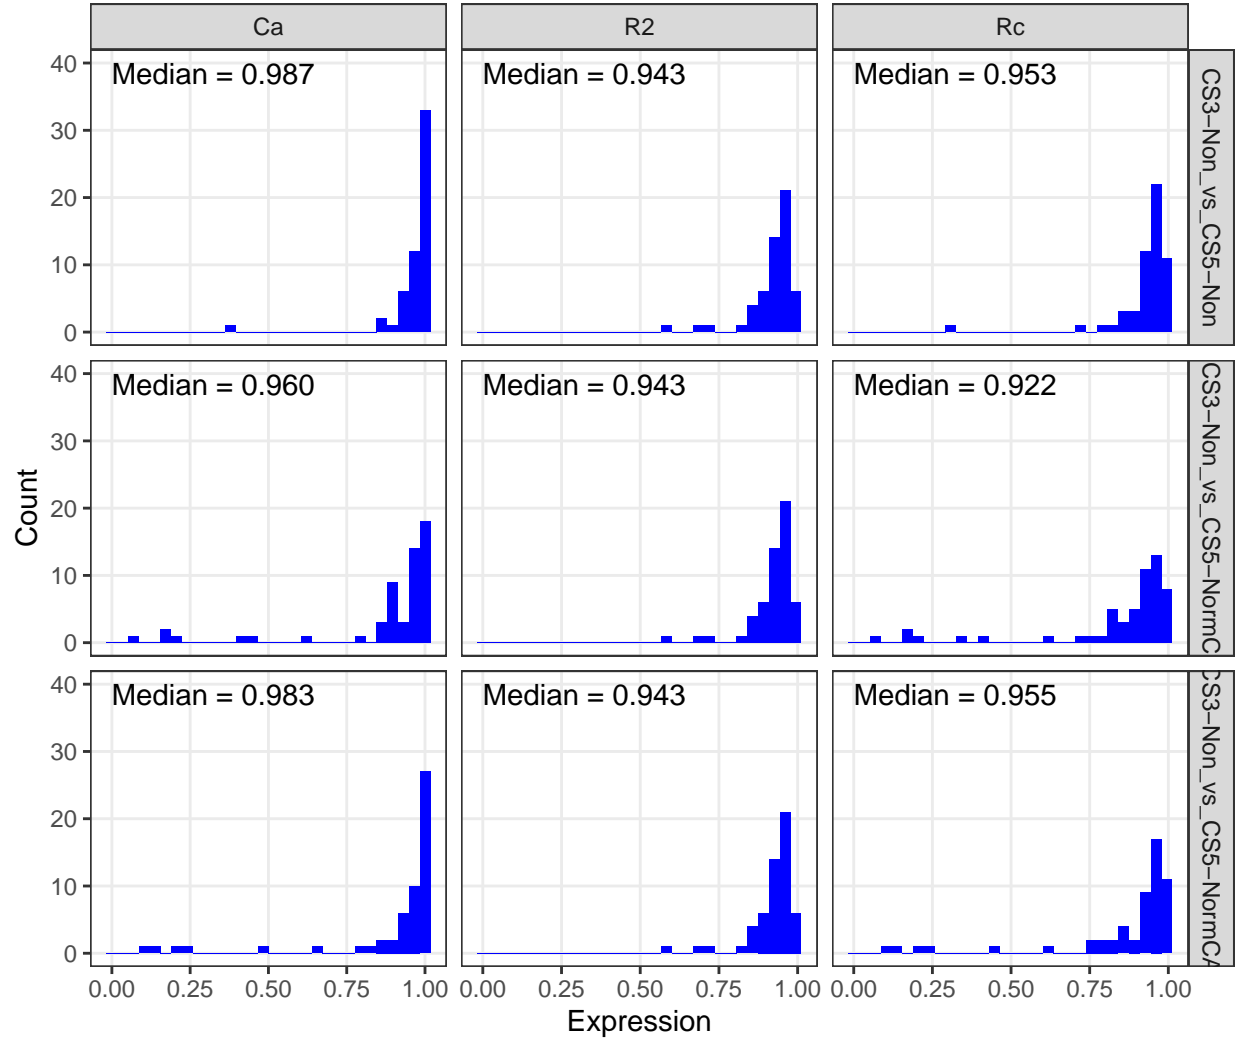 Ca
R2
Rc
Median = 0.987
Median = 0.943
Median = 0.953
CS3−Non_vs_CS5−Non
40
30
20
10
0
Median = 0.960
Median = 0.943
Median = 0.922
CS3−Non_vs_CS5−NormC
40
30
20
10
0
Median = 0.983
Median = 0.943
Median = 0.955
CS3−Non_vs_CS5−NormCA
40
30
20
10
0
0.00 0.25 0.50 0.75 1.00
0.00 0.25 0.50 0.75 1.00
0.00 0.25 0.50 0.75 1.00
Expression
Count